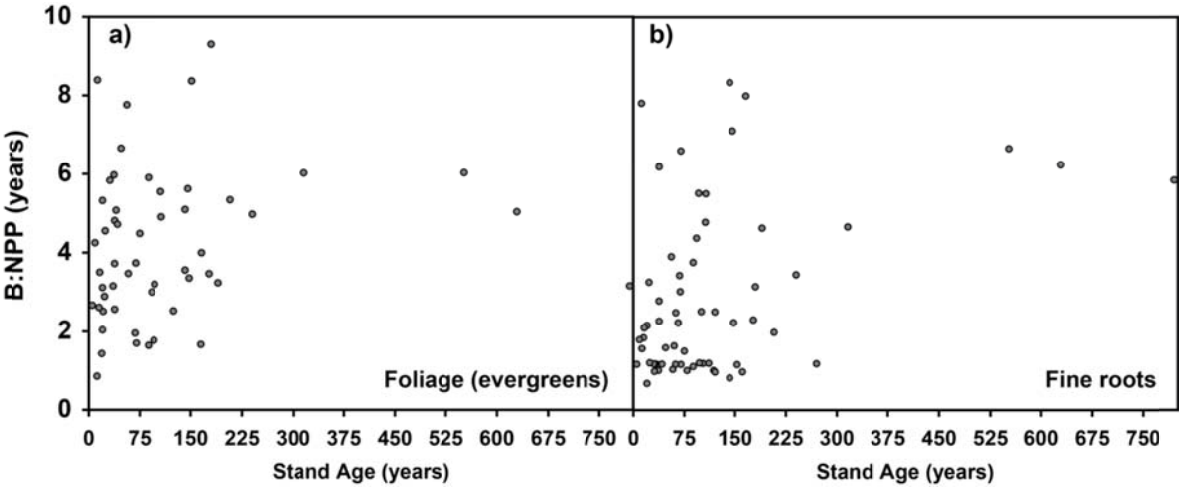 10
8
6
4
2
0
B:NPP (years)
a)
Foliage (evergreens)
0 75 150 225 300 375 450 525 600 675 750
Stand Age (years)
b)
Fine roots
0 75 150 225 300 375 450 525 600 675 750
Stand Age (years)